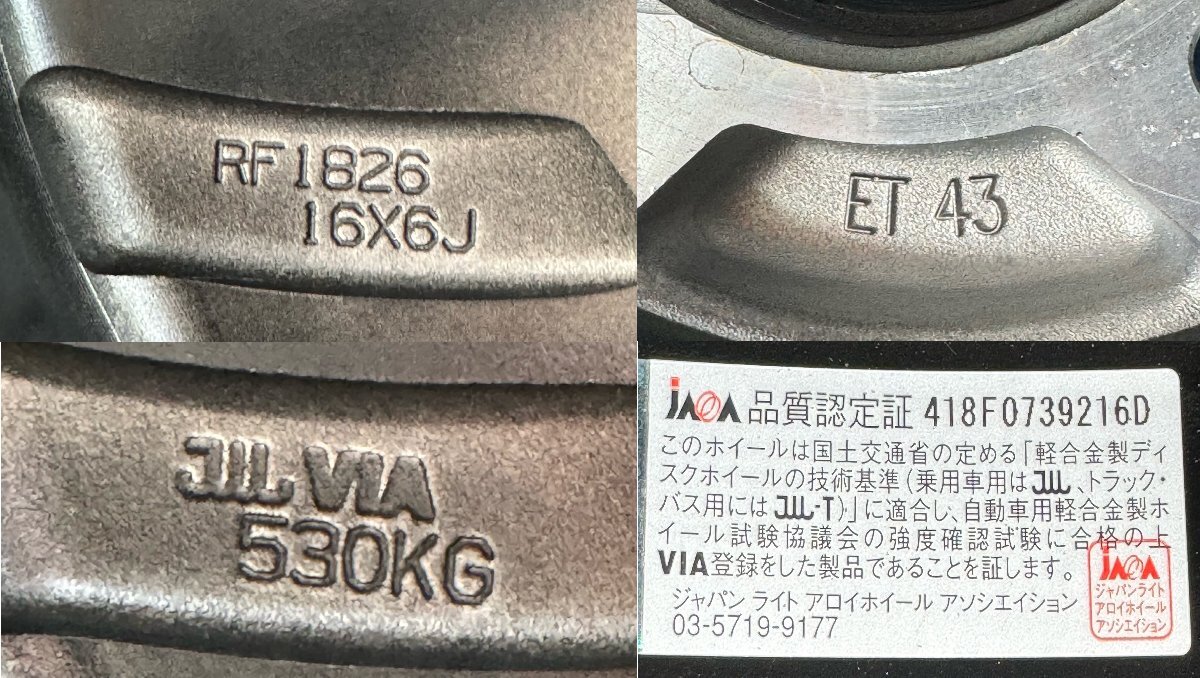 RF1826
16X6J
ET 43
JWL VIA
530KG
JAWA 品質認定証 418F0739216D
このホイールは国土交通省の定める「軽合金製ディ
スクホイールの技術基準(乗用車用はJWL、トラック・
バス用にはJWL-T)」に適合し、自動車用軽合金製ホ
イール試験協議会の強度確認試験に合格の上
VIA登録をした製品であることを証します。
ジャパン ライト アロイホイール アソシエイション
03-5719-9177
JAWA
ジャパンライト
アロイホイール
アソシエイション